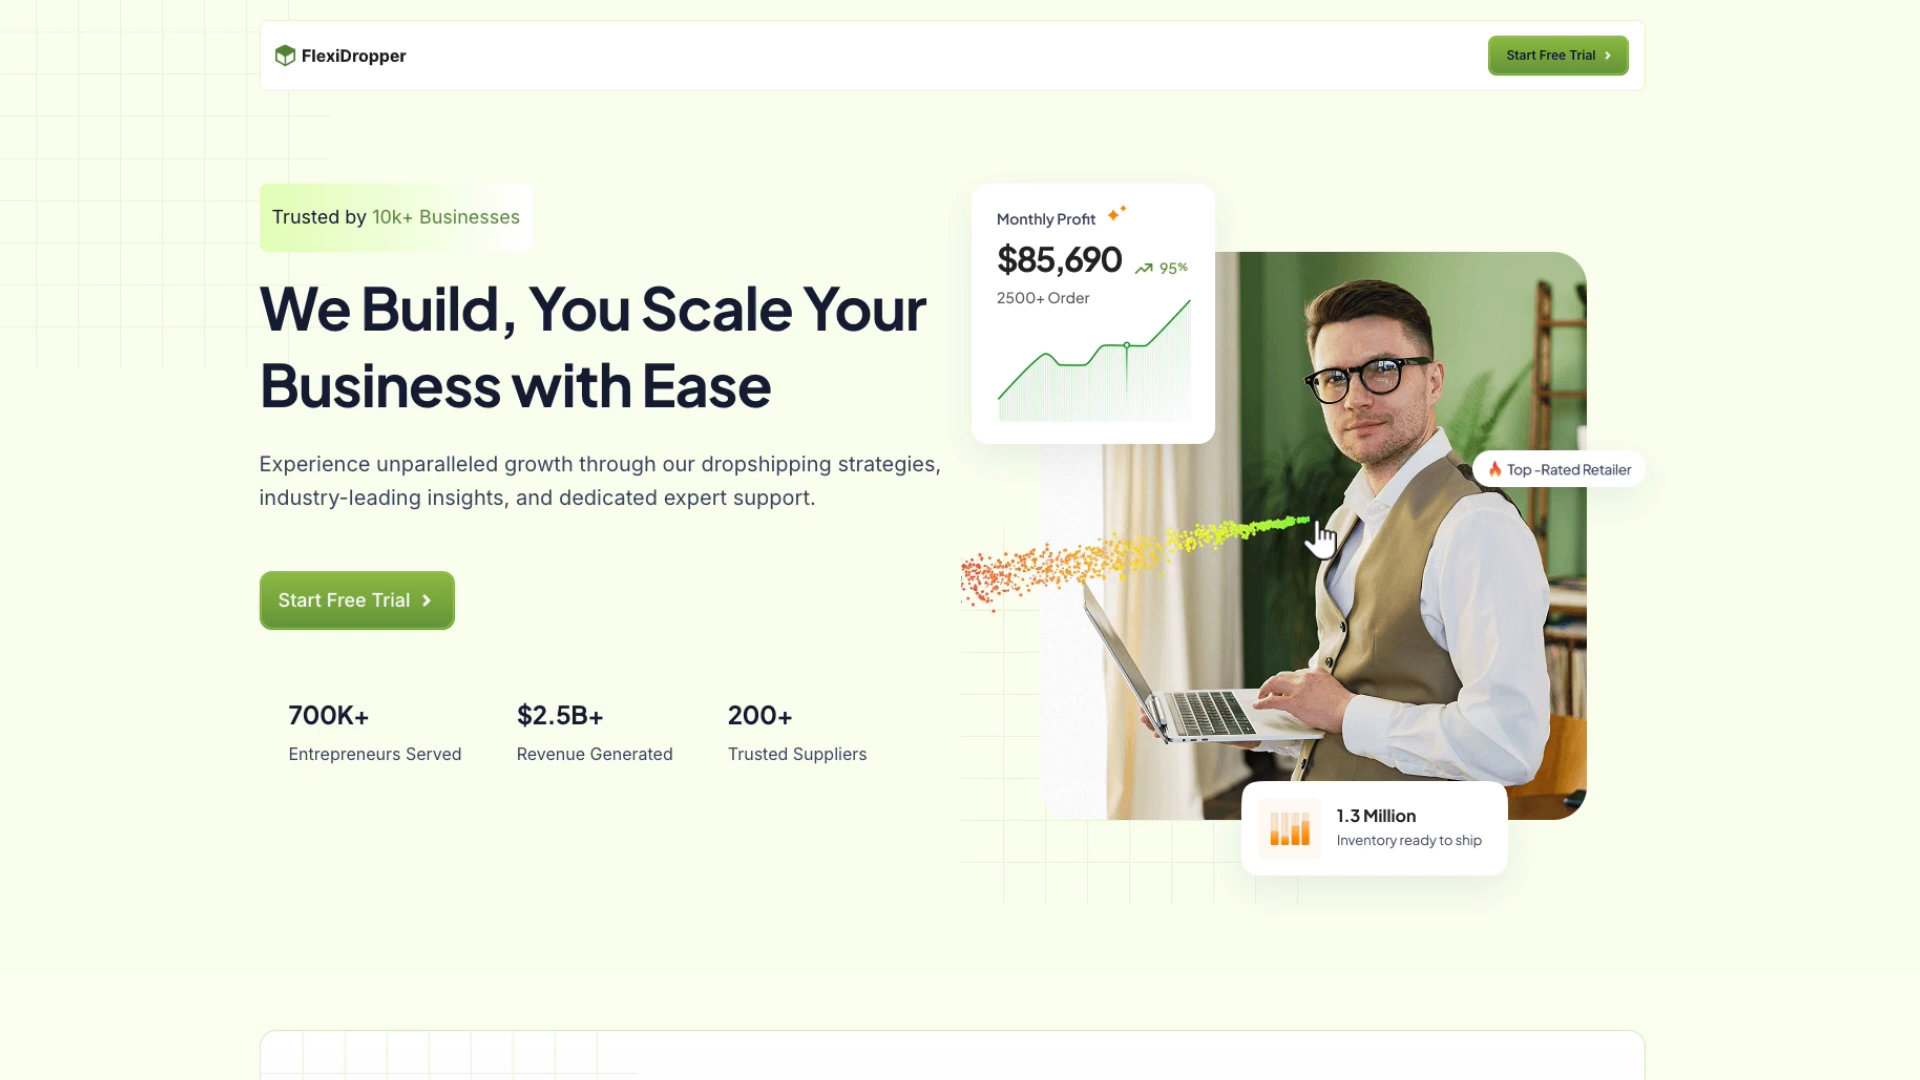 FlexiDropper
Start Free Trial
Trusted by 10k+ Businesses
We Build, You Scale Your
Business with Ease
Experience unparalleled growth through our dropshipping strategies,
industry-leading insights, and dedicated expert support.
Start Free Trial
700K+
Entrepreneurs Served
$2.5B+
Revenue Generated
200+
Trusted Suppliers
Monthly Profit
$85,690
95%
2500+ Order
Top -Rated Retailer
1.3 Million
Inventory ready to ship